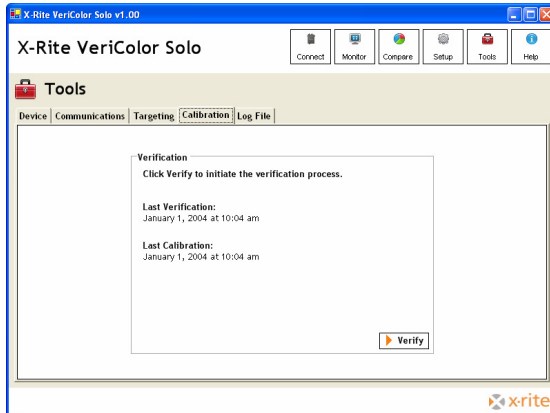 X-Rite VeriColor Solo v1.00
X-Rite VeriColor Solo
Connect Monitor Compare Setup Tools Help
Tools
Device Communications Targeting Calibration Log File
Verification
Click Verify to initiate the verification process.
Last Verification:
January 1, 2004 at 10:04 am
Last Calibration:
January 1, 2004 at 10:04 am
Verify
x·rite